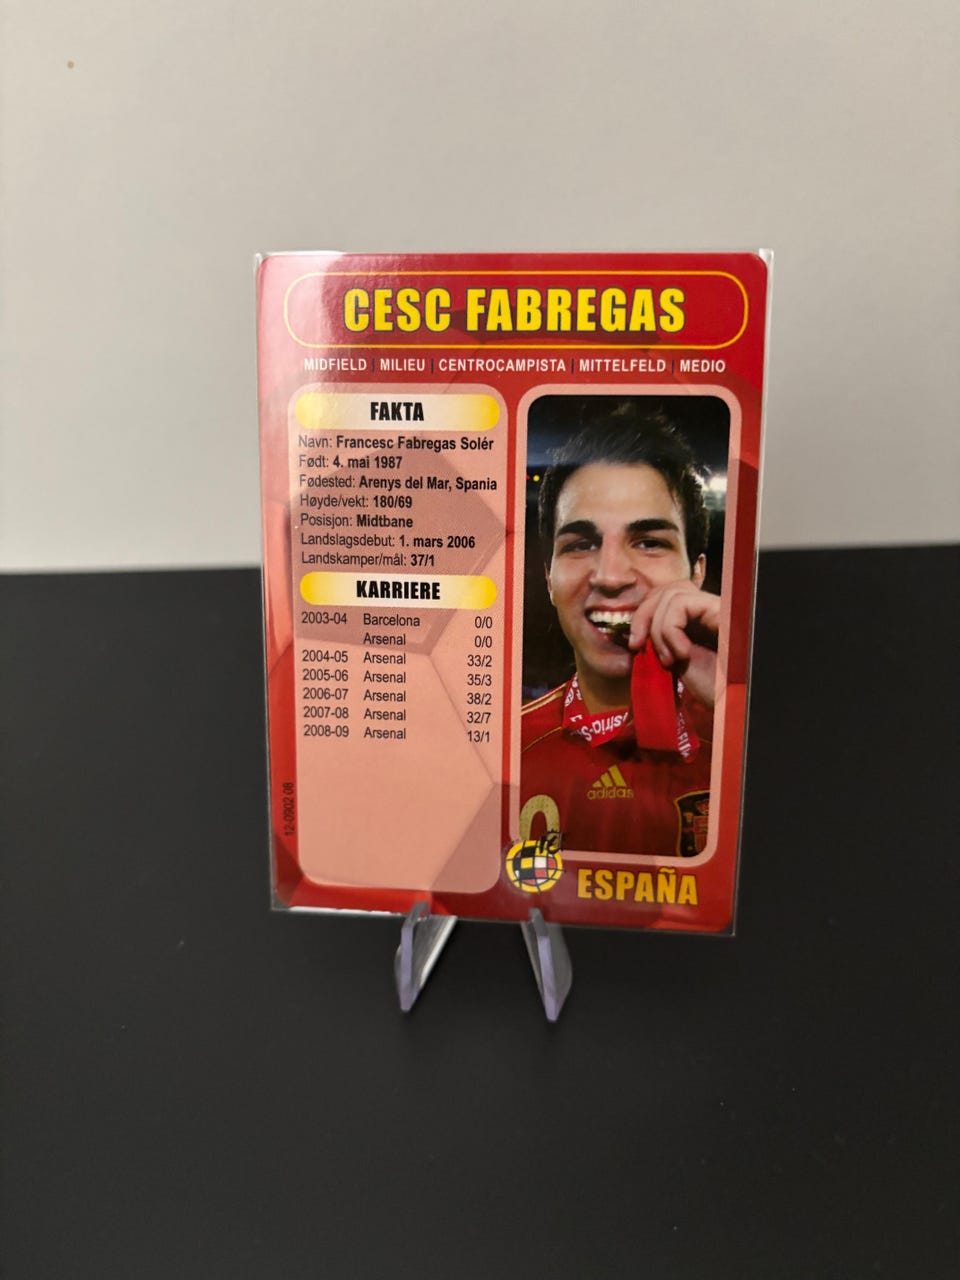 CESC FABREGAS
MIDFIELD | MILIEU | CENTROCAMPISTA | MITTELFELD | MEDIO
FAKTA
Navn: Francesc Fabregas Solér
Født: 4. mai 1987
Fødested: Arenys del Mar, Spania
Høyde/vekt: 180/69
Posisjon: Midtbane
Landslagsdebut: 1. mars 2006
Landskamper/mål: 37/1
KARRIERE
2003-04 Barcelona 0/0
Arsenal 0/0
2004-05 Arsenal 33/2
2005-06 Arsenal 35/3
2006-07 Arsenal 38/2
2007-08 Arsenal 32/7
2008-09 Arsenal 13/1
12-0902 08
adidas
ESPAÑA